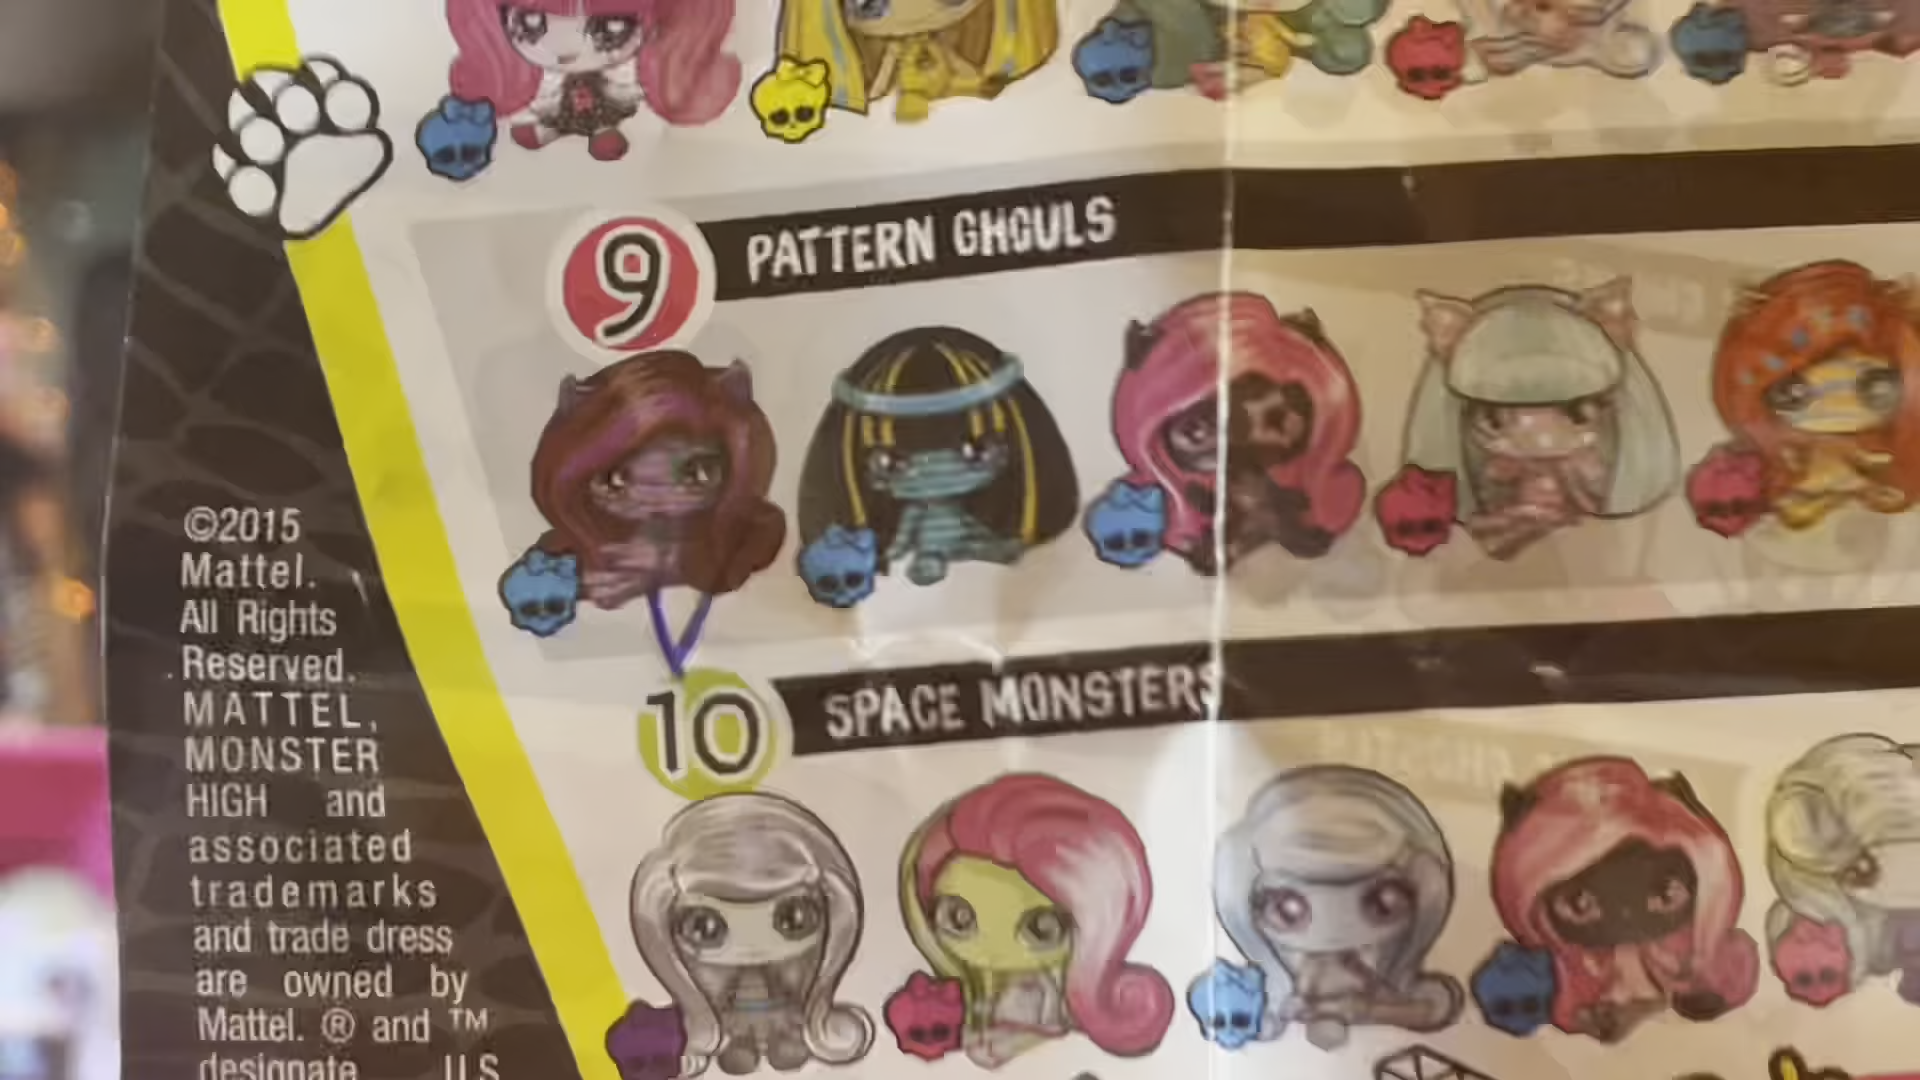 9
PATTERN GHOULS
10
SPACE MONSTERS
©2015
Mattel.
All Rights
Reserved.
MATTEL,
MONSTER
HIGH and
associated
trademarks
and trade dress
are owned by
Mattel. ® and ™
designate U.S